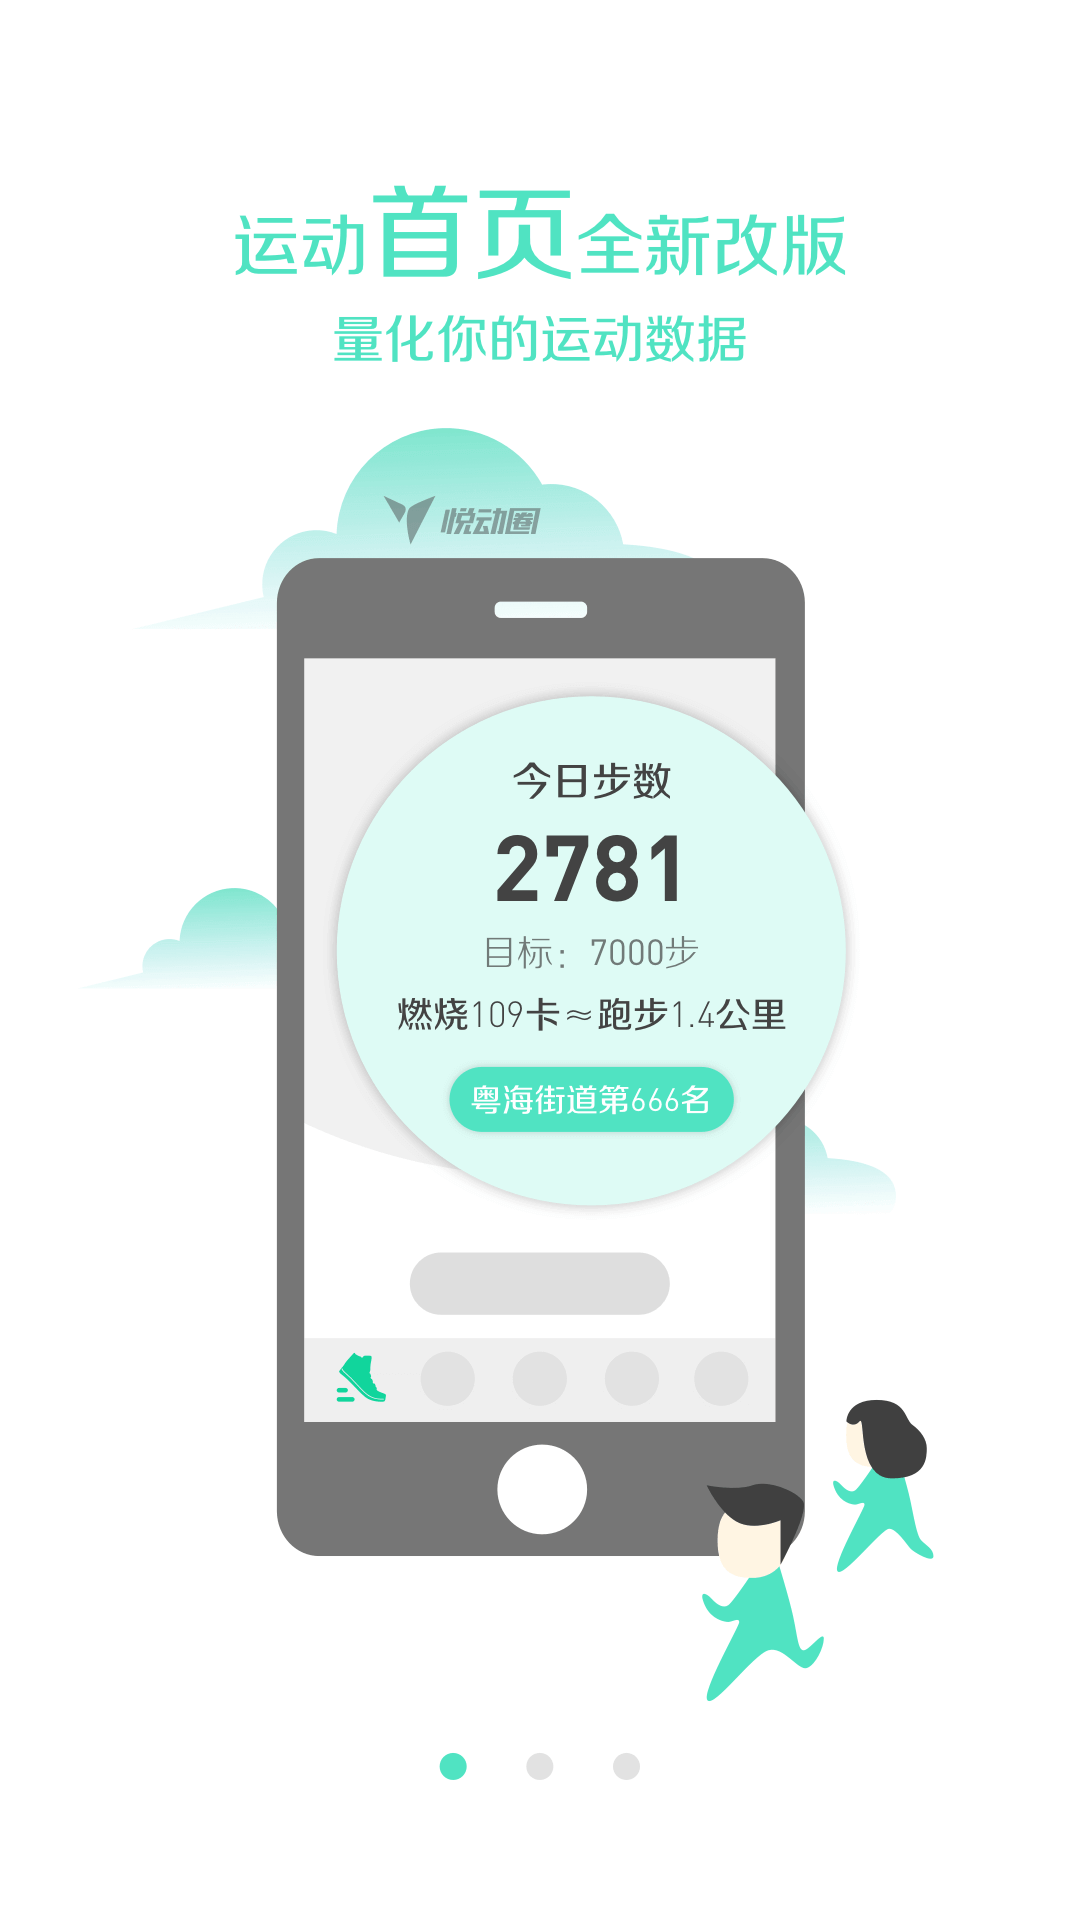 运动首页全新改版
量化你的运动数据
悦动圈
今日步数
2781
目标：7000步
燃烧109卡≈跑步1.4公里
粤海街道第666名